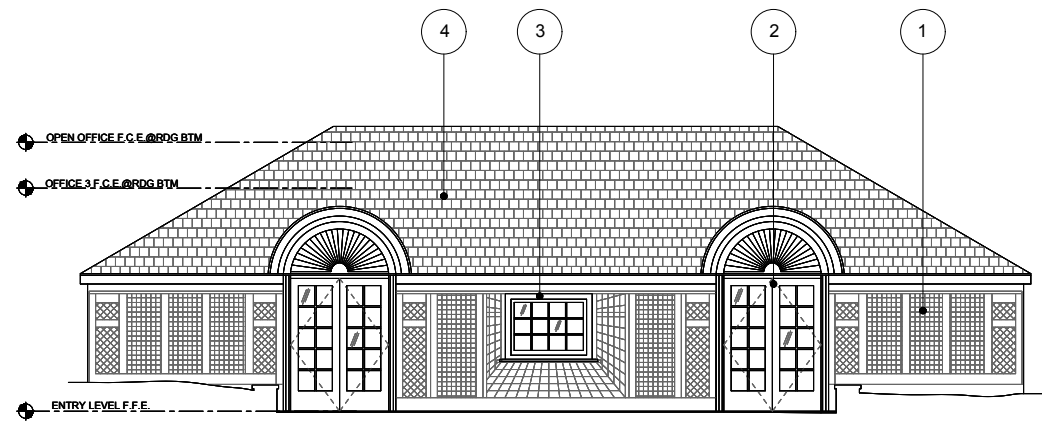 4
3
2
1
OPEN OFFICE F.C.E.@RDG BTM
OFFICE 3 F.C.E.@RDG BTM
ENTRY LEVEL F.F.E.